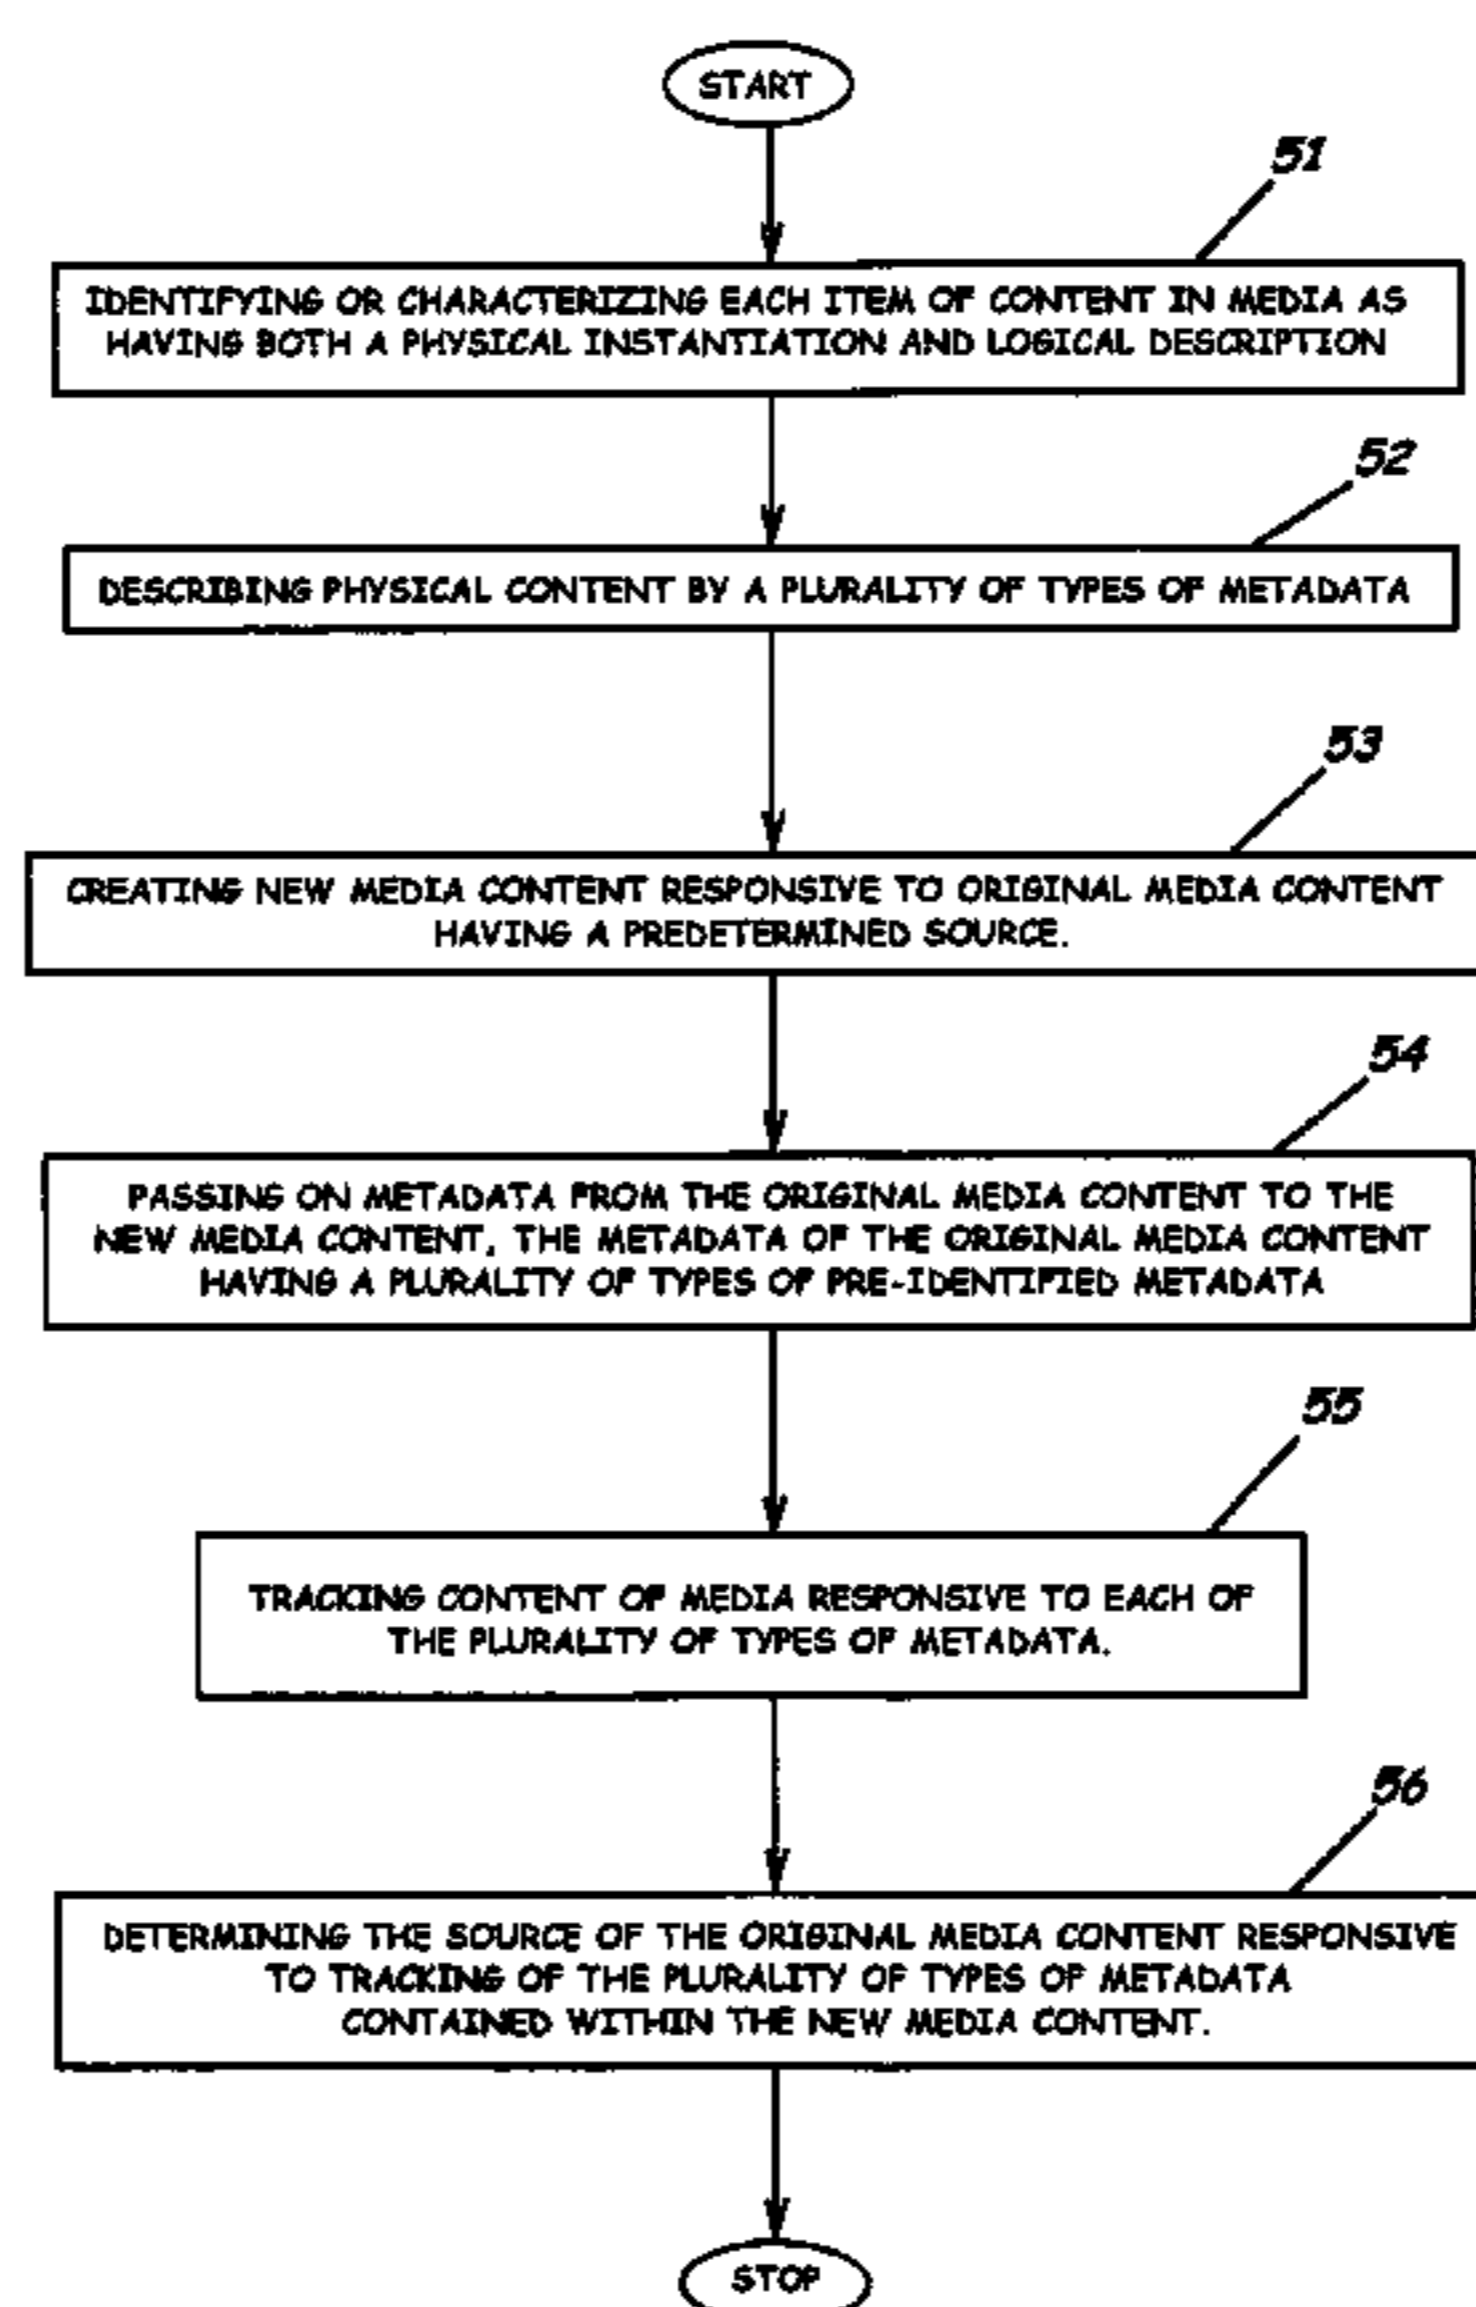 START
51
IDENTIFYING OR CHARACTERIZING EACH ITEM OF CONTENT IN MEDIA AS
HAVING BOTH A PHYSICAL INSTANTIATION AND LOGICAL DESCRIPTION
52
DESCRIBING PHYSICAL CONTENT BY A PLURALITY OF TYPES OF METADATA
53
CREATING NEW MEDIA CONTENT RESPONSIVE TO ORIGINAL MEDIA CONTENT
HAVING A PREDETERMINED SOURCE.
54
PASSING ON METADATA FROM THE ORIGINAL MEDIA CONTENT TO THE
NEW MEDIA CONTENT, THE METADATA OF THE ORIGINAL MEDIA CONTENT
HAVING A PLURALITY OF TYPES OF PRE-IDENTIFIED METADATA
55
TRACKING CONTENT OF MEDIA RESPONSIVE TO EACH OF
THE PLURALITY OF TYPES OF METADATA.
56
DETERMINING THE SOURCE OF THE ORIGINAL MEDIA CONTENT RESPONSIVE
TO TRACKING OF THE PLURALITY OF TYPES OF METADATA
CONTAINED WITHIN THE NEW MEDIA CONTENT.
STOP